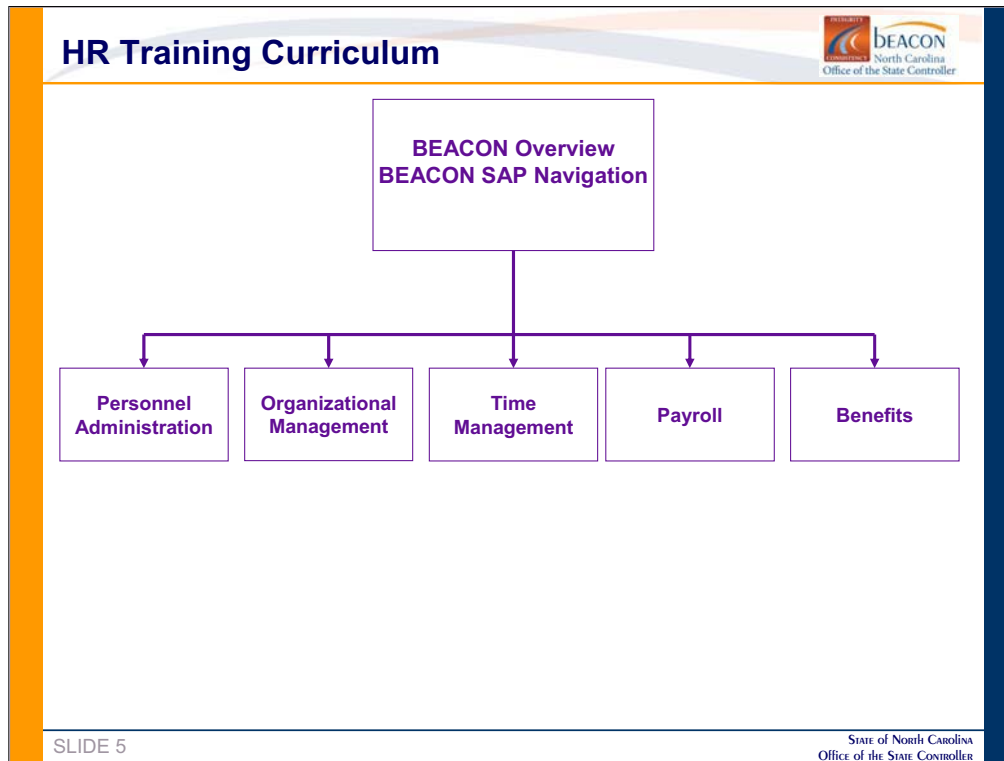 HR Training Curriculum
INTEGRITY
CONSISTENCY
bEACON
North Carolina
Office of the State Controller
BEACON Overview
BEACON SAP Navigation
Personnel
Administration
Organizational
Management
Time
Management
Payroll
Benefits
SLIDE 5
State of North Carolina
Office of the State Controller